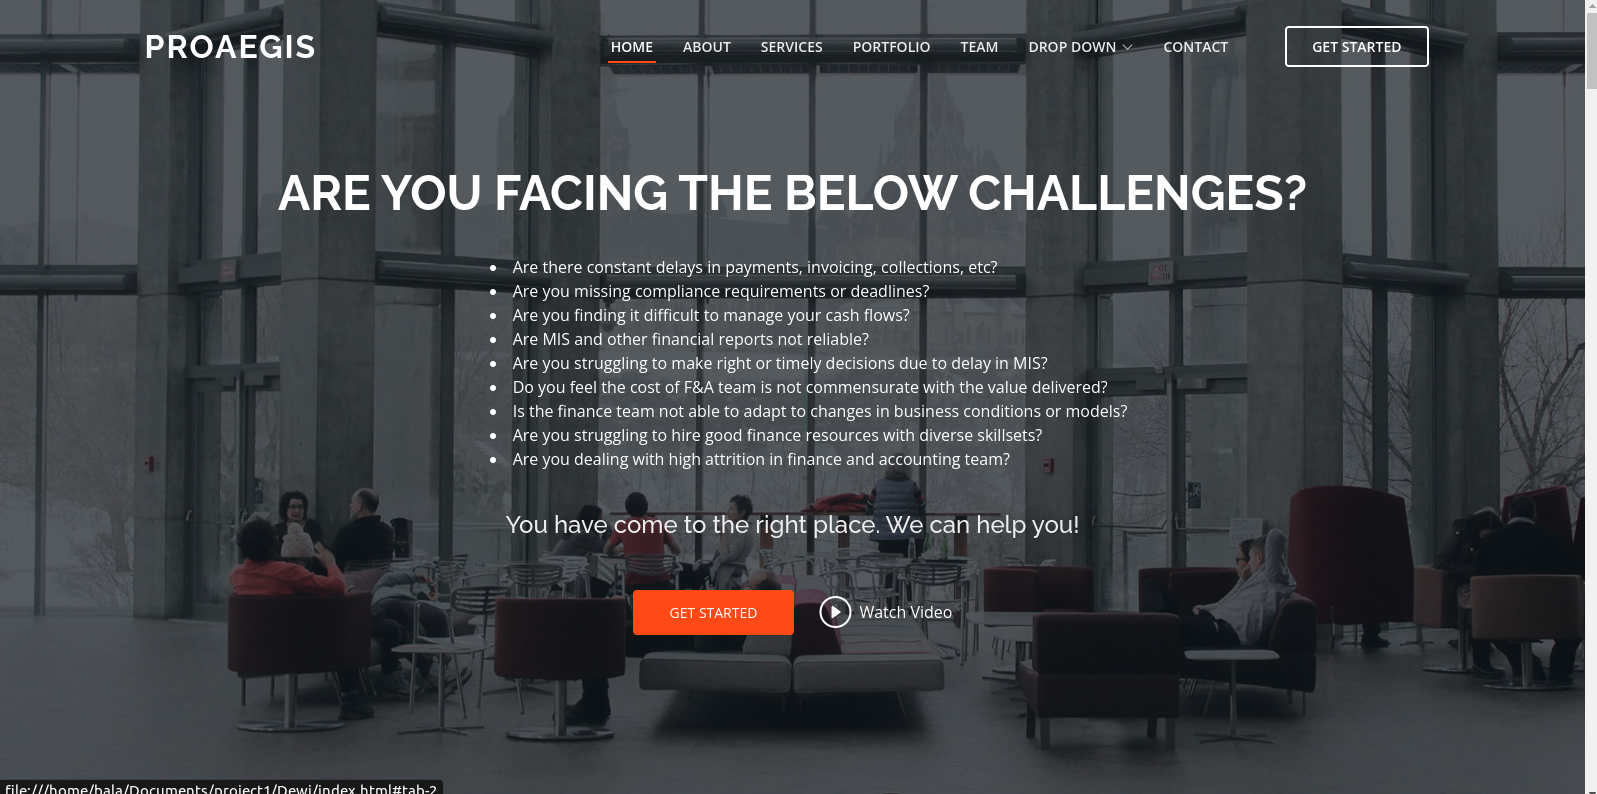 PROAEGIS
HOME ABOUT SERVICES PORTFOLIO TEAM DROP DOWN CONTACT GET STARTED
ARE YOU FACING THE BELOW CHALLENGES?
• Are there constant delays in payments, invoicing, collections, etc?
• Are you missing compliance requirements or deadlines?
• Are you finding it difficult to manage your cash flows?
• Are MIS and other financial reports not reliable?
• Are you struggling to make right or timely decisions due to delay in MIS?
• Do you feel the cost of F&A team is not commensurate with the value delivered?
• Is the finance team not able to adapt to changes in business conditions or models?
• Are you struggling to hire good finance resources with diverse skillsets?
• Are you dealing with high attrition in finance and accounting team?
You have come to the right place. We can help you!
GET STARTED Watch Video
file:///home/bala/Documents/project1/Dewi/index.html#tab-2